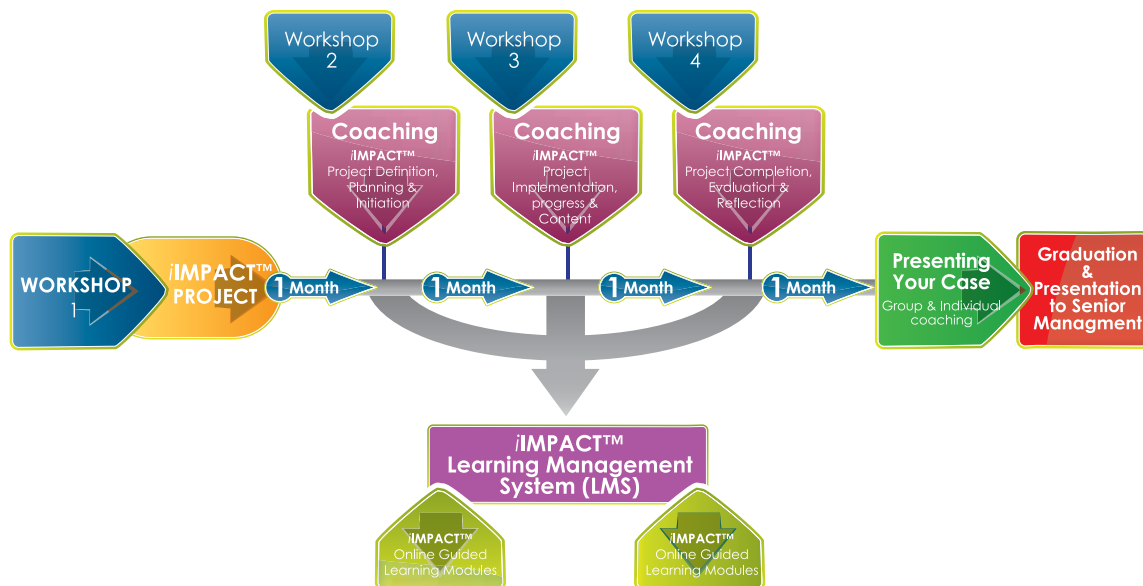 Workshop
2
Workshop
3
Workshop
4
Coaching
iIMPACT™
Project Definition,
Planning &
Initiation
Coaching
iIMPACT™
Project
Implementation,
progress &
Content
Coaching
iIMPACT™
Project Completion,
Evaluation &
Reflection
WORKSHOP
1
iIMPACT™
PROJECT
1 Month
1 Month
1 Month
1 Month
Presenting
Your Case
Group & Individual
coaching
Graduation
&
Presentation
to Senior
Managment
iIMPACT™
Learning Management
System (LMS)
iIMPACT™
Online Guided
Learning Modules
iIMPACT™
Online Guided
Learning Modules